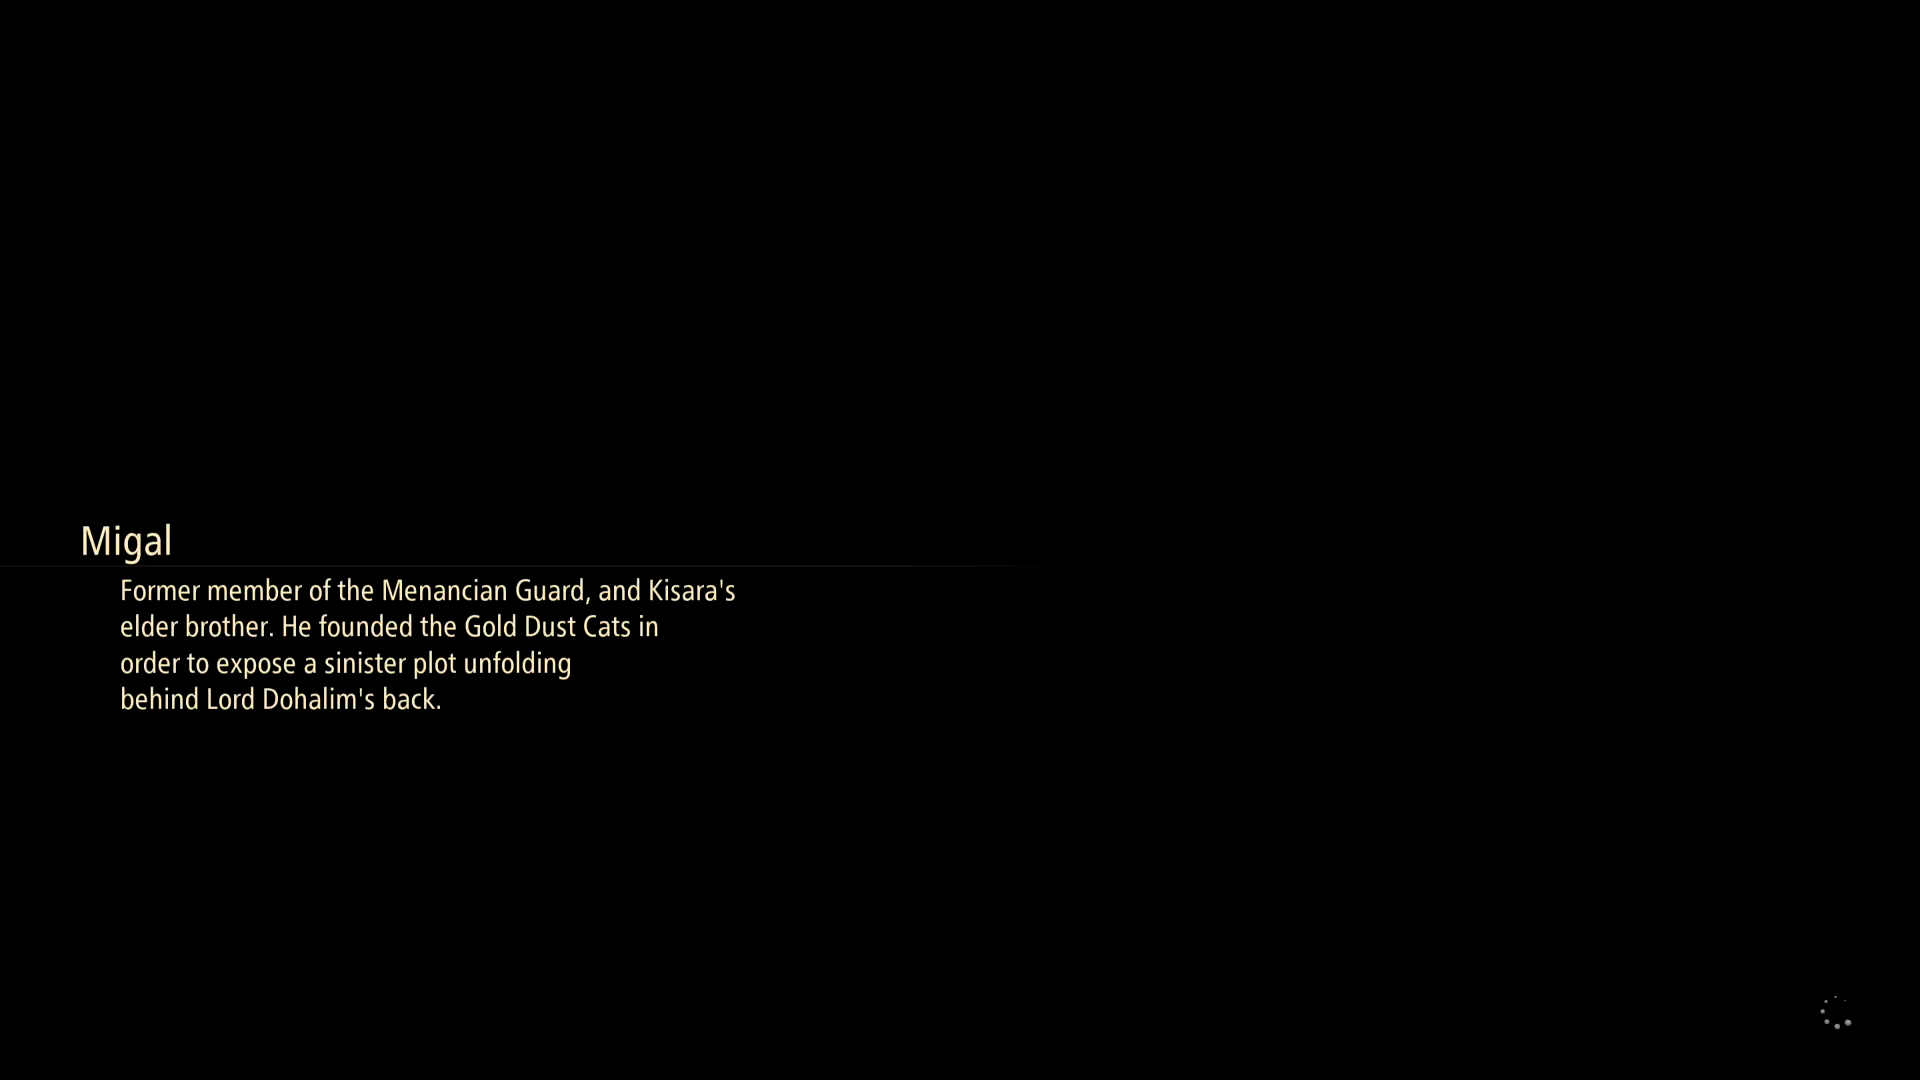 Migal
Former member of the Menancian Guard, and Kisara's
elder brother. He founded the Gold Dust Cats in
order to expose a sinister plot unfolding
behind Lord Dohalim's back.